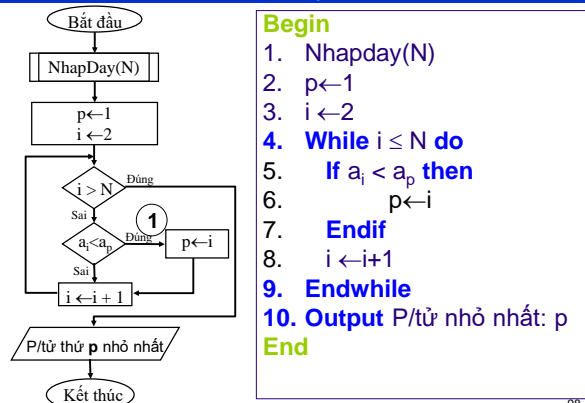 Bắt đầu
NhapDay(N)
p←1
i ←2
i > N
Đúng
Sai
1
ai<ap
Đúng
p←i
Sai
i ←i + 1
P/tử thứ p nhỏ nhất
Kết thúc
Begin
1. Nhapday(N)
2. p←1
3. i ←2
4. While i ≤ N do
5. If ai < ap then
6. p←i
7. Endif
8. i ←i+1
9. Endwhile
10. Output P/tử nhỏ nhất: p
End